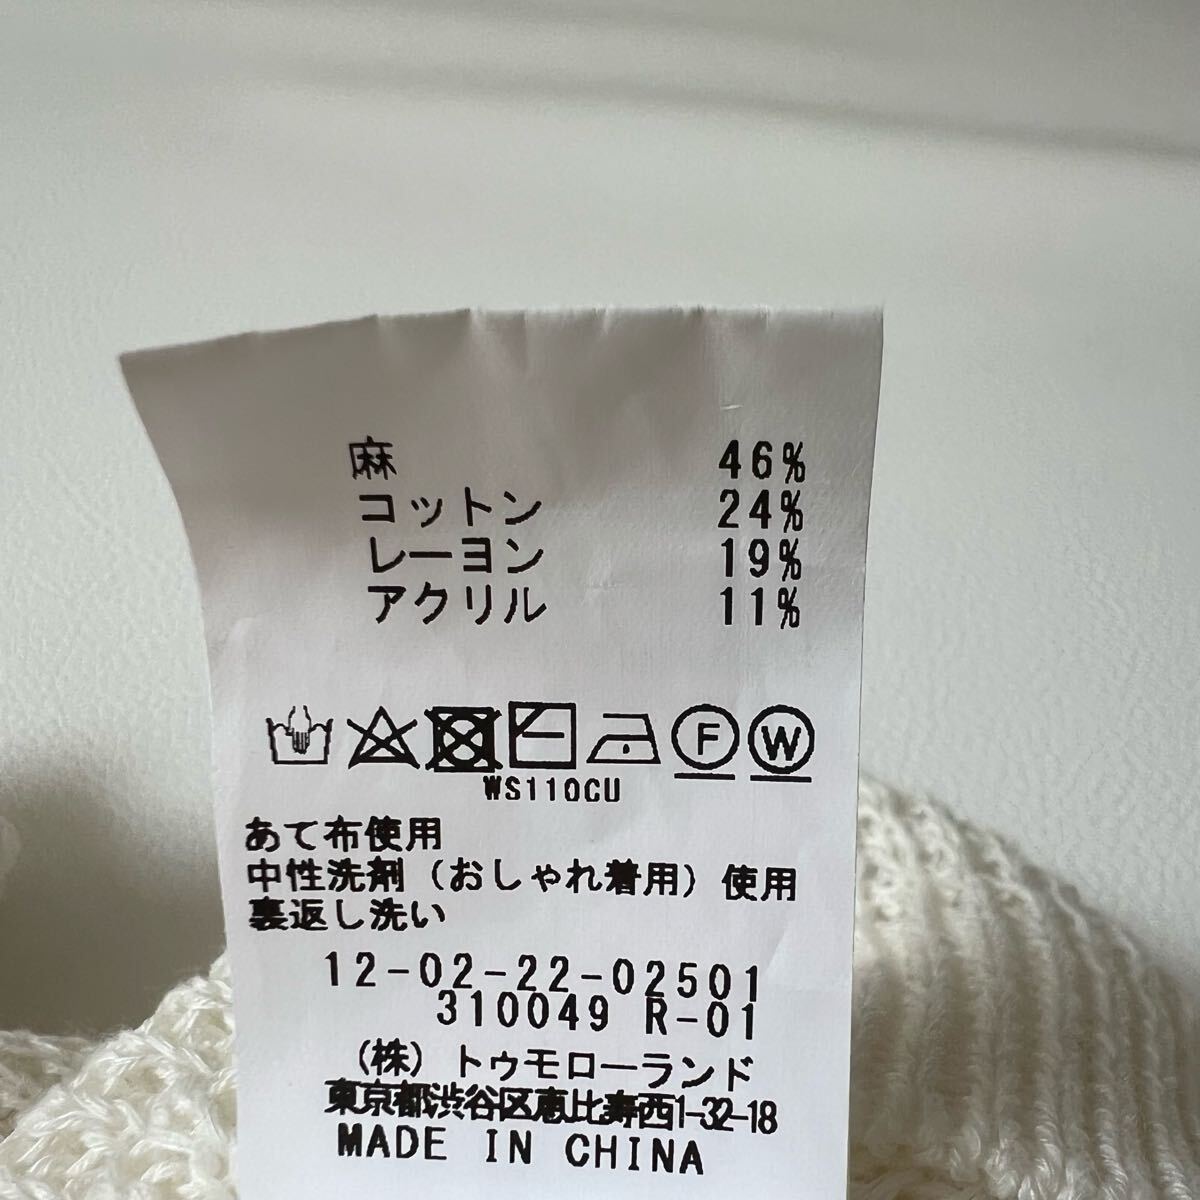 麻 46%
コットン 24%
レーヨン 19%
アクリル 11%
F W
WS110CU
あて布使用
中性洗剤(おしゃれ着用)使用
裏返し洗い
12-02-22-02501
310049 R-01
(株)トゥモローランド
東京都渋谷区恵比寿西1-32-18
MADE IN CHINA